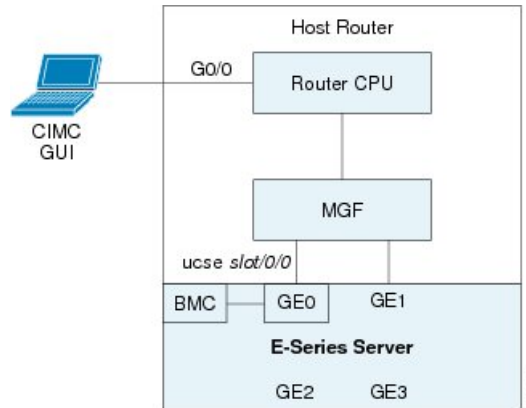 Host Router
G0/0
Router CPU
CIMC
GUI
MGF
ucse slot/0/0
BMC
GE0
GE1
E-Series Server
GE2
GE3